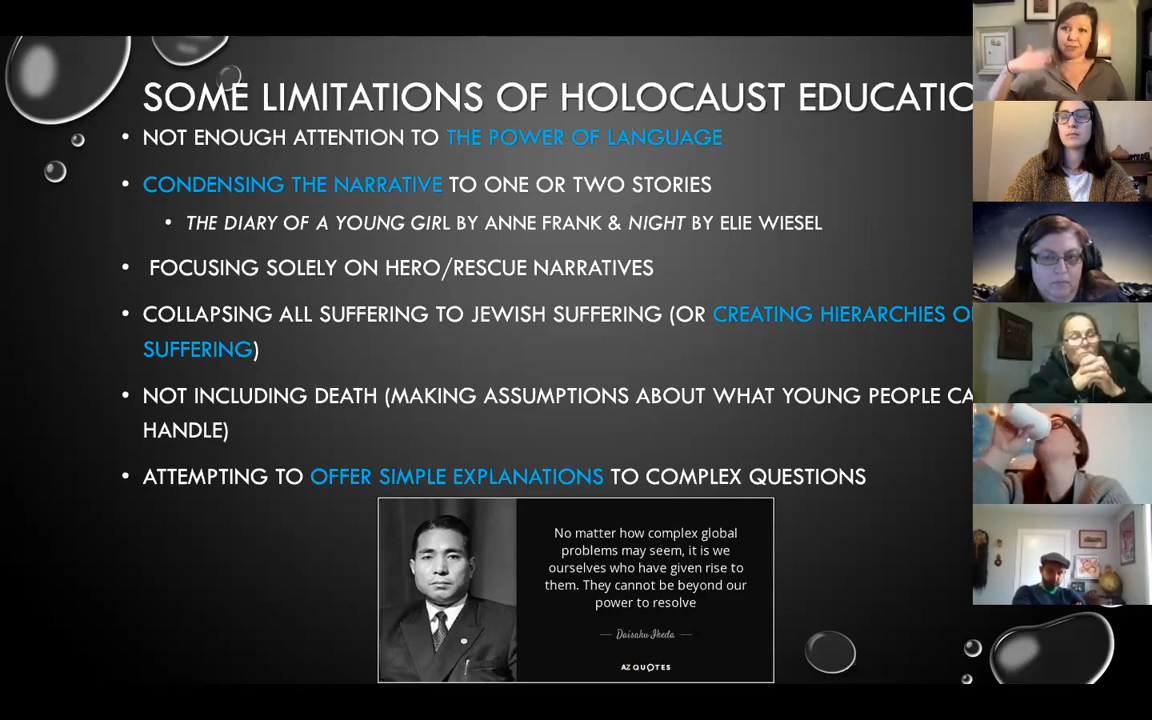 SOME LIMITATIONS OF HOLOCAUST EDUCATIO
• NOT ENOUGH ATTENTION TO THE POWER OF LANGUAGE
• CONDENSING THE NARRATIVE TO ONE OR TWO STORIES
• THE DIARY OF A YOUNG GIRL BY ANNE FRANK & NIGHT BY ELIE WIESEL
• FOCUSING SOLELY ON HERO/RESCUE NARRATIVES
• COLLAPSING ALL SUFFERING TO JEWISH SUFFERING (OR CREATING HIERARCHIES OF
SUFFERING)
• NOT INCLUDING DEATH (MAKING ASSUMPTIONS ABOUT WHAT YOUNG PEOPLE CA
HANDLE)
• ATTEMPTING TO OFFER SIMPLE EXPLANATIONS TO COMPLEX QUESTIONS
No matter how complex global
problems may seem, it is we
ourselves who have given rise to
them. They cannot be beyond our
power to resolve
— Daisaku Ikeda —
AZ QUOTES